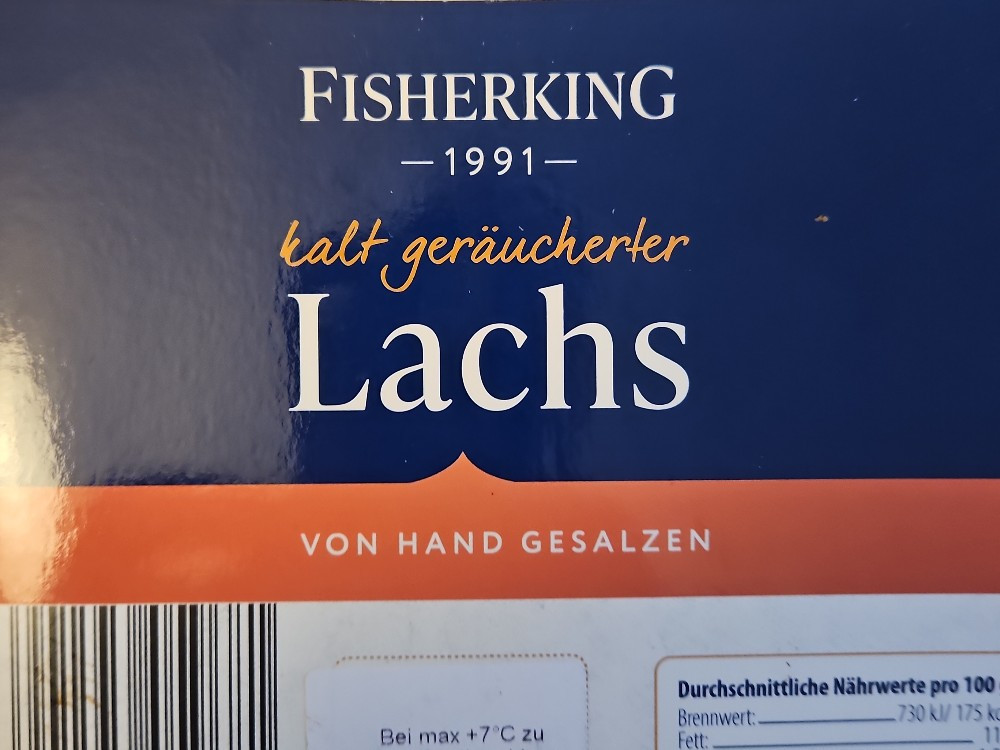 FISHERKING
—1991—
kalt geräucherter
Lachs
VON HAND GESALZEN
Bei max +7°C zu
Durchschnittliche Nährwerte pro 100
Brennwert: 730 kJ/ 175
Fett: